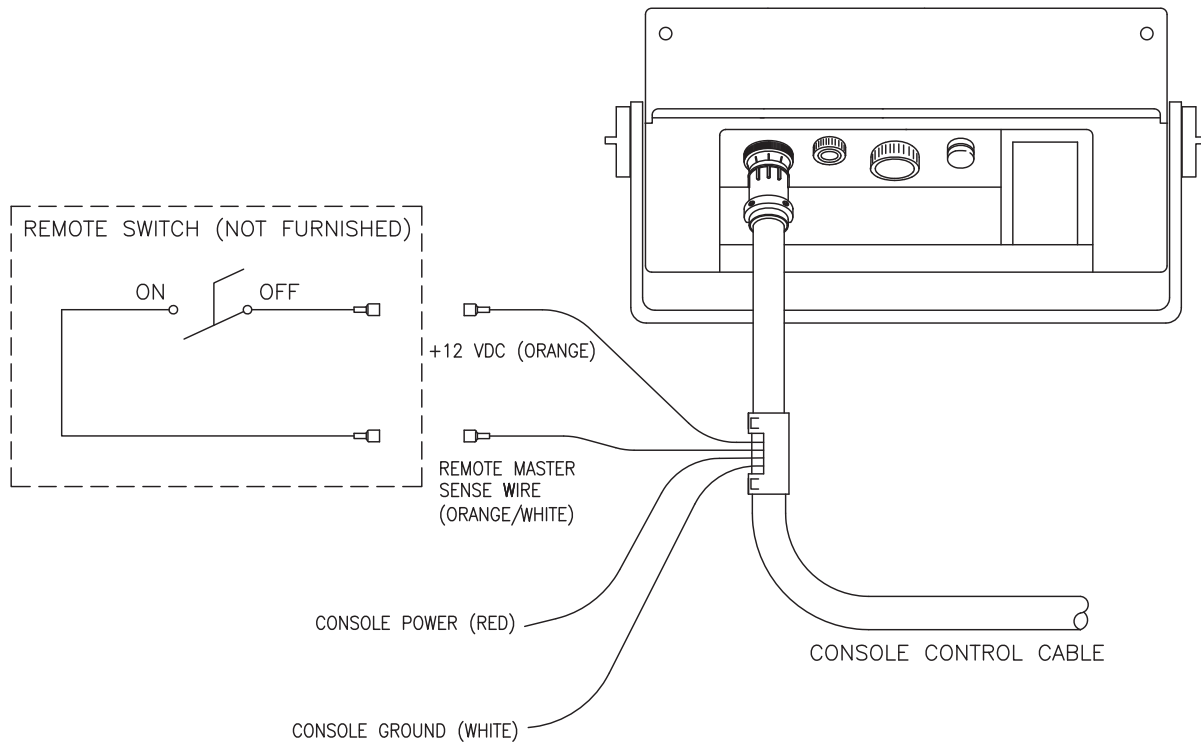 REMOTE SWITCH (NOT FURNISHED)
ON
OFF
+12 VDC (ORANGE)
REMOTE MASTER
SENSE WIRE
(ORANGE/WHITE)
CONSOLE POWER (RED)
CONSOLE CONTROL CABLE
CONSOLE GROUND (WHITE)